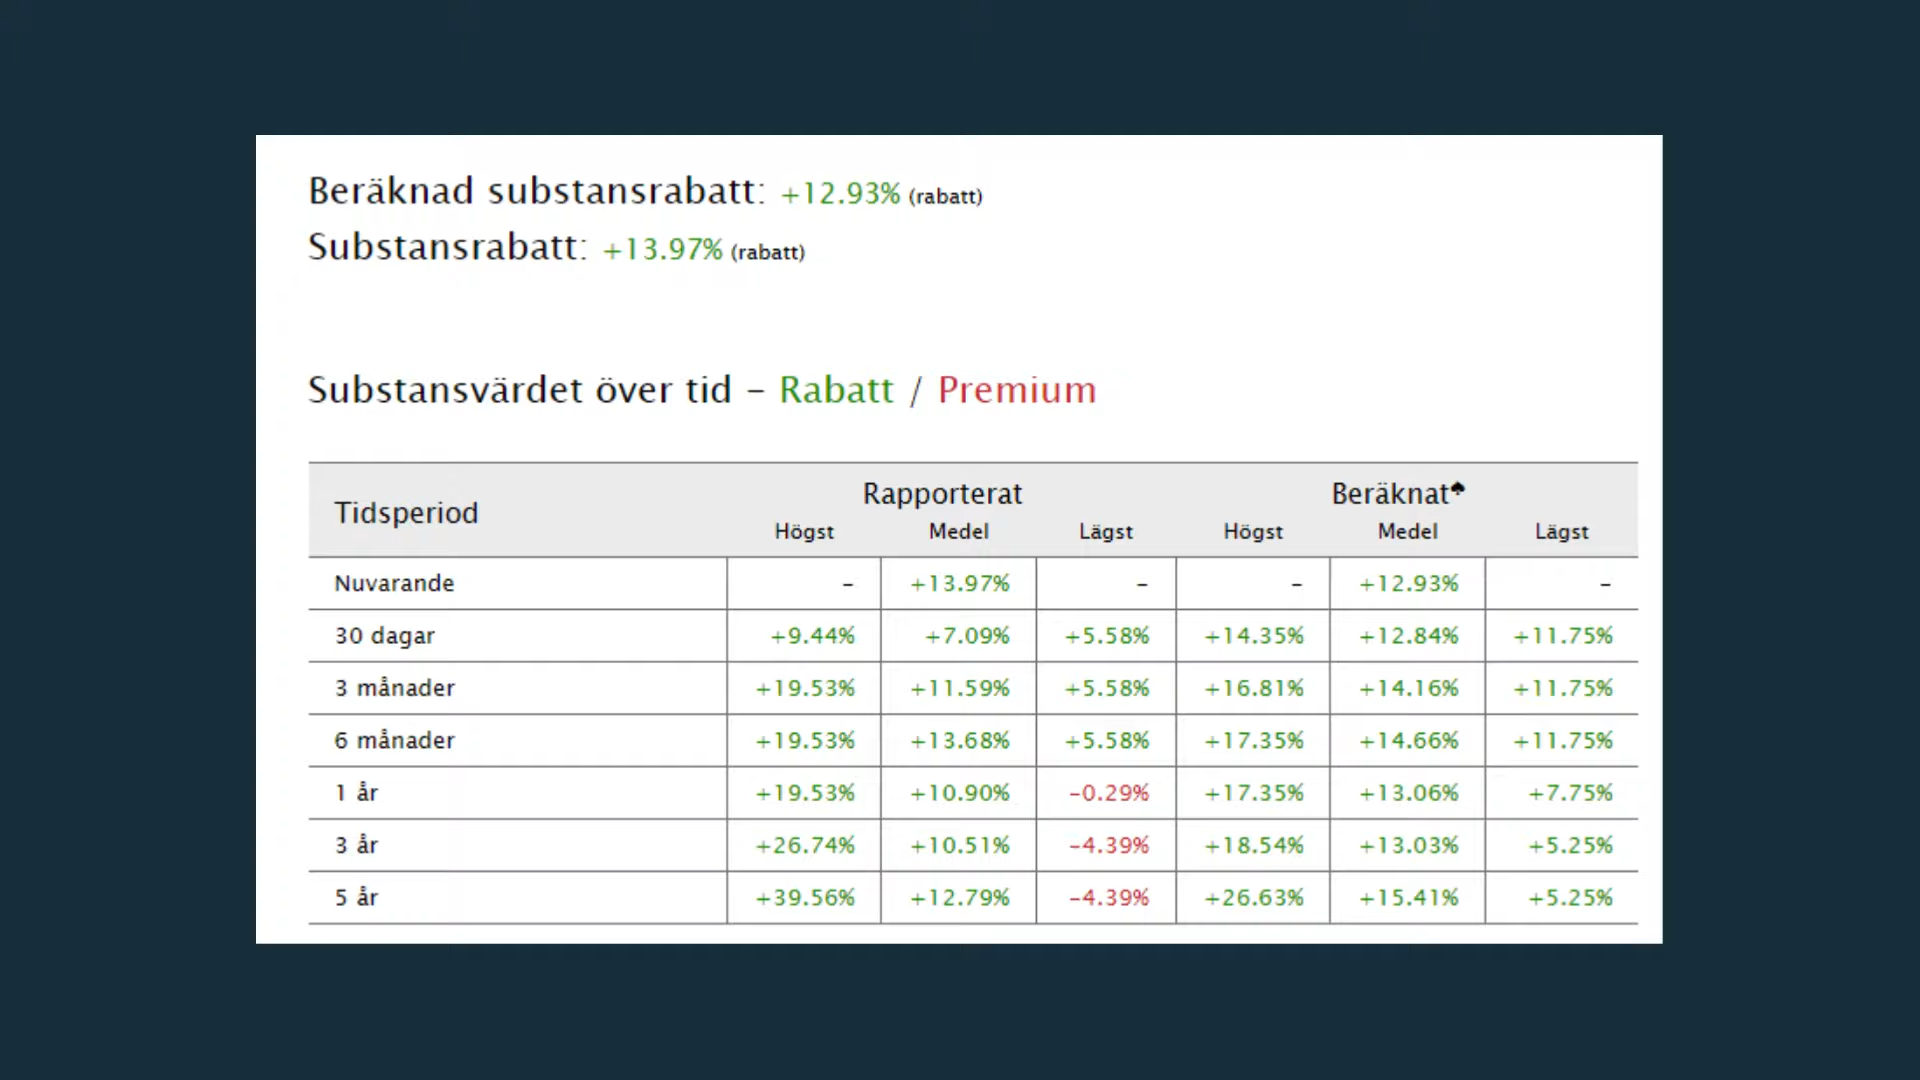 Beräknad substansrabatt: +12.93% (rabatt)
Substansrabatt: +13.97% (rabatt)
Substansvärdet över tid – Rabatt / Premium
Tidsperiod Rapporterat Beräknat♠
Högst Medel Lägst Högst Medel Lägst
Nuvarande – +13.97% – – +12.93% –
30 dagar +9.44% +7.09% +5.58% +14.35% +12.84% +11.75%
3 månader +19.53% +11.59% +5.58% +16.81% +14.16% +11.75%
6 månader +19.53% +13.68% +5.58% +17.35% +14.66% +11.75%
1 år +19.53% +10.90% -0.29% +17.35% +13.06% +7.75%
3 år +26.74% +10.51% -4.39% +18.54% +13.03% +5.25%
5 år +39.56% +12.79% -4.39% +26.63% +15.41% +5.25%